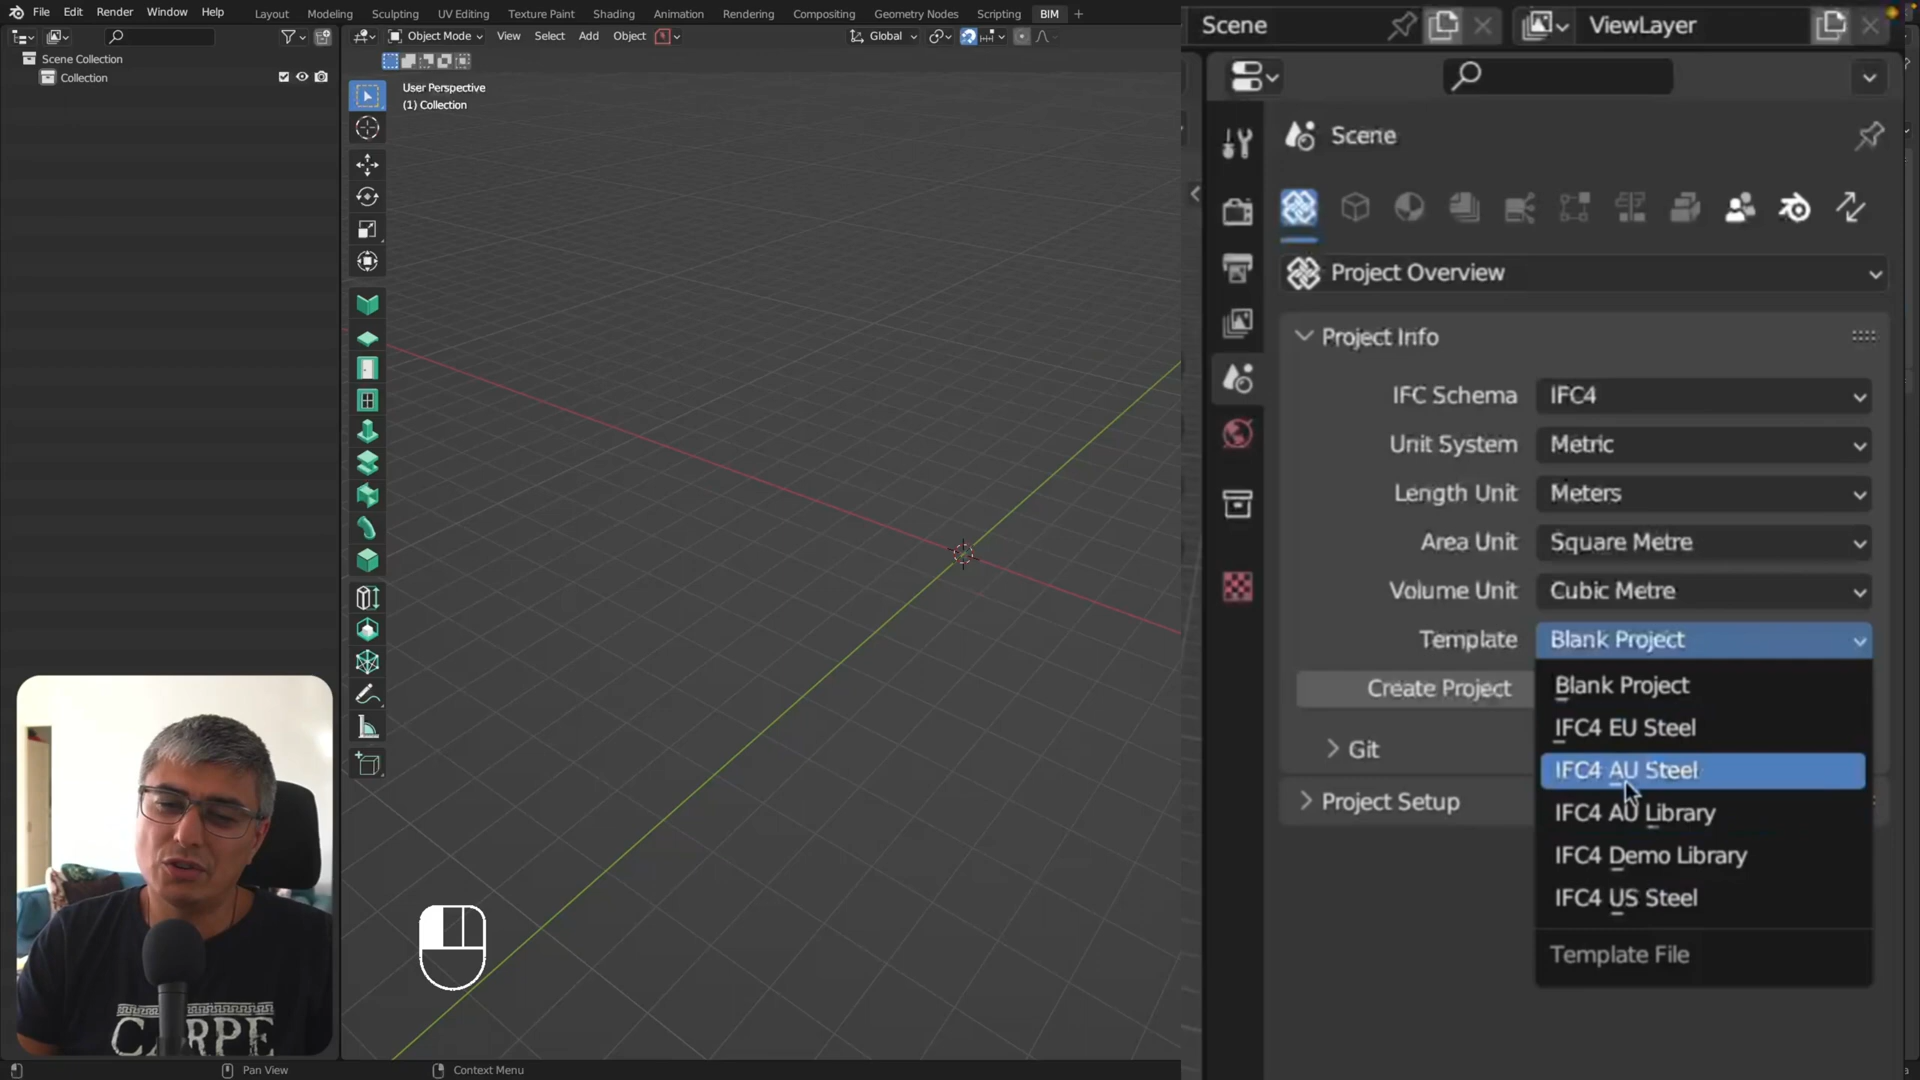 File Edit Render Window Help
Layout Modeling Sculpting UV Editing Texture Paint Shading Animation Rendering Compositing Geometry Nodes Scripting BIM +
Scene
ViewLayer
Object Mode View Select Add Object
Global
Scene Collection
Collection
User Perspective
(1) Collection
Scene
Project Overview
Project Info
IFC Schema IFC4
Unit System Metric
Length Unit Meters
Area Unit Square Metre
Volume Unit Cubic Metre
Template Blank Project
Create Project
Blank Project
IFC4 EU Steel
Git
IFC4 AU Steel
Project Setup
IFC4 AU Library
IFC4 Demo Library
IFC4 US Steel
Template File
CARPE
Pan View
Context Menu